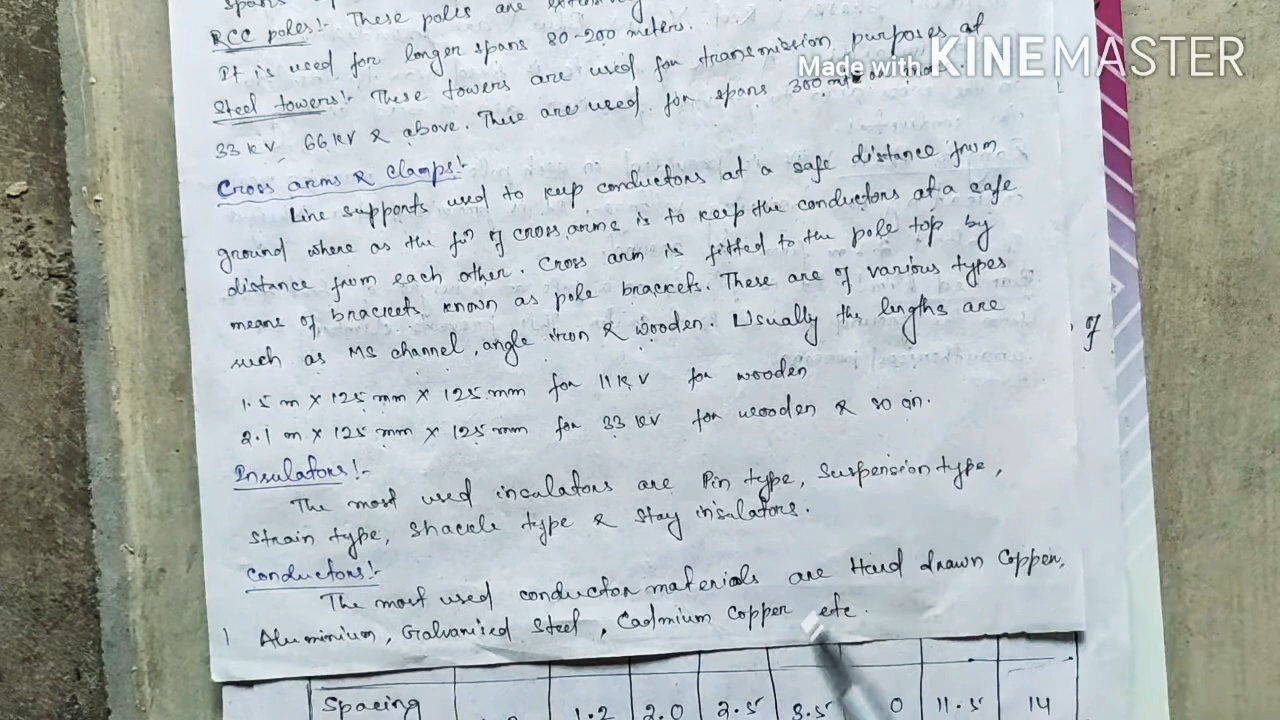 RCC poles:- These poles are
It is used for longer spans 80-200 meters.
Steel towers:- These towers are used for transmission purposes at
33 kV, 66 kV & above. These are used for spans 300 mt or
Cross arms & clamps:-
Line supports used to keep conductors at a safe distance from
ground where as the fun of cross arms is to keep the conductors at a safe
distance from each other. Cross arm is fitted to the pole top by
means of brackets, known as pole brackets. These are of various types
such as MS channel, angle iron & wooden. Usually the lengths are
1.5 m × 125 mm × 125 mm for 11 kV for wooden
2.1 m × 125 mm × 125 mm for 33 kV for wooden & so on.
Insulators:-
The most used insulators are Pin type, Suspension type,
Strain type, Shackle type & Stay insulators.
Conductors:-
The most used conductor materials are Hard drawn Copper,
Aluminium, Galvanised Steel, Cadmium Copper etc.
Spacing 1.2 2.0 2.5 3.5 0 11.5 14
of
Made with KINEMASTER